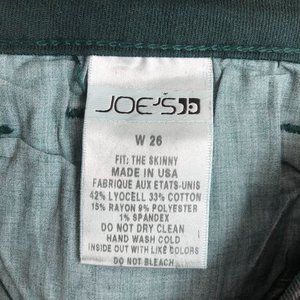 JOE'S
W 26
FIT: THE SKINNY
MADE IN USA
FABRIQUE AUX ETATS-UNIS
42% LYOCELL 33% COTTON
15% RAYON 9% POLYESTER
1% SPANDEX
DO NOT DRY CLEAN
HAND WASH COLD
INSIDE OUT WITH LIKE COLORS
DO NOT BLEACH